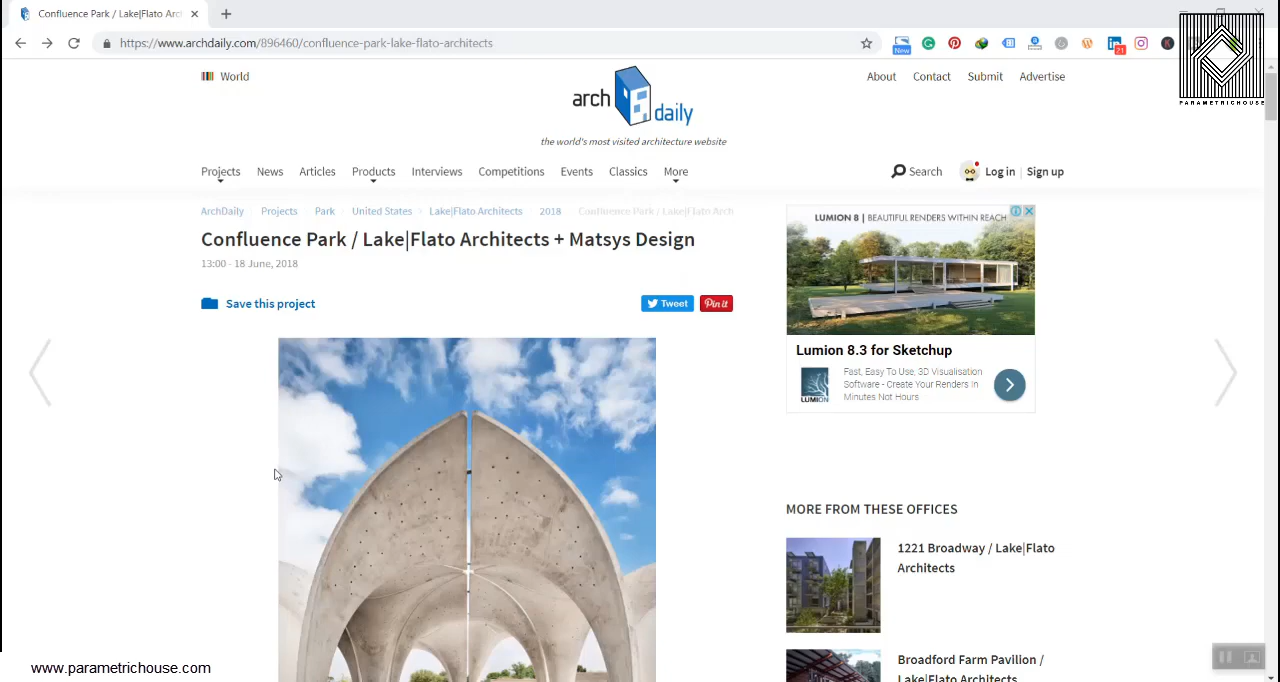 Confluence Park / Lake|Flato Arc
https://www.archdaily.com/896460/confluence-park-lake-flato-architects
New
21
PARAMETRICHOUSE
World
arch daily
the world's most visited architecture website
About Contact Submit Advertise
Projects News Articles Products Interviews Competitions Events Classics More
Search Log in | Sign up
ArchDaily Projects Park United States Lake|Flato Architects 2018 Confluence Park / Lake|Flato Arch
Confluence Park / Lake|Flato Architects + Matsys Design
13:00 - 18 June, 2018
Save this project
Tweet
Pin it
LUMION 8 | BEAUTIFUL RENDERS WITHIN REACH
Lumion 8.3 for Sketchup
LUMION
Fast, Easy To Use, 3D Visualisation
Software - Create Your Renders In
Minutes Not Hours
MORE FROM THESE OFFICES
1221 Broadway / Lake|Flato
Architects
Broadford Farm Pavilion /
Lake|Flato Architects
www.parametrichouse.com